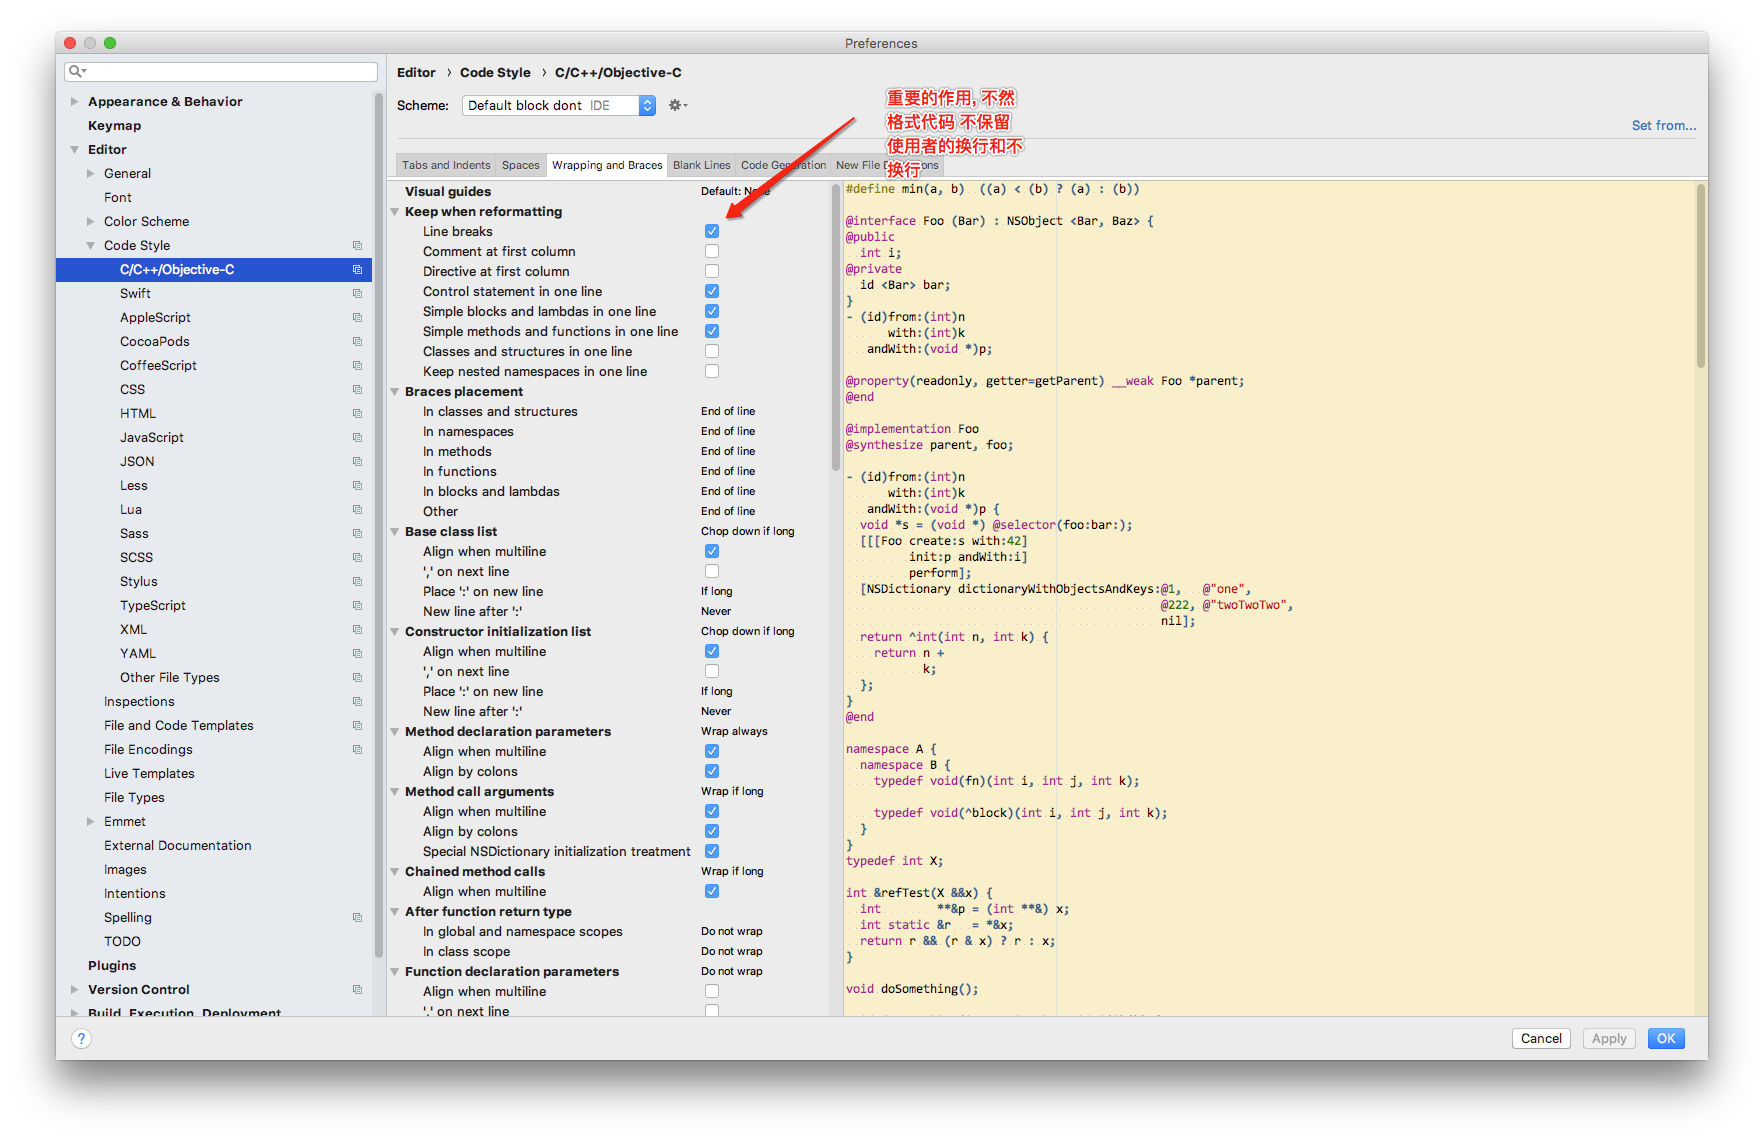 Preferences
Appearance & Behavior
Keymap
Editor
General
Font
Color Scheme
Code Style
C/C++/Objective-C
Swift
AppleScript
CocoaPods
CoffeeScript
CSS
HTML
JavaScript
JSON
Less
Lua
Sass
SCSS
Stylus
TypeScript
XML
YAML
Other File Types
Inspections
File and Code Templates
File Encodings
Live Templates
File Types
Emmet
External Documentation
Images
Intentions
Spelling
TODO
Plugins
Version Control
Build, Execution, Deployment
Editor › Code Style › C/C++/Objective-C
Scheme: Default block dont IDE
重要的作用, 不然
格式代码 不保留
使用者的换行和不
换行
Set from...
Tabs and Indents Spaces Wrapping and Braces Blank Lines Code Generation New File
Visual guides Default: None
Keep when reformatting
Line breaks
Comment at first column
Directive at first column
Control statement in one line
Simple blocks and lambdas in one line
Simple methods and functions in one line
Classes and structures in one line
Keep nested namespaces in one line
Braces placement
In classes and structures End of line
In namespaces End of line
In methods End of line
In functions End of line
In blocks and lambdas End of line
Other End of line
Base class list Chop down if long
Align when multiline
',' on next line
Place ':' on new line If long
New line after ':' Never
Constructor initialization list Chop down if long
Align when multiline
',' on next line
Place ':' on new line If long
New line after ':' Never
Method declaration parameters Wrap always
Align when multiline
Align by colons
Method call arguments Wrap if long
Align when multiline
Align by colons
Special NSDictionary initialization treatment
Chained method calls Wrap if long
Align when multiline
After function return type
In global and namespace scopes Do not wrap
In class scope Do not wrap
Function declaration parameters Do not wrap
Align when multiline
',' on next line
#define min(a, b)  ((a) < (b) ? (a) : (b))
@interface Foo (Bar) : NSObject <Bar, Baz> {
@public
  int i;
@private
  id <Bar> bar;
}
- (id)from:(int)n
      with:(int)k
   andWith:(void *)p;
@property(readonly, getter=getParent) __weak Foo *parent;
@end
@implementation Foo
@synthesize parent, foo;
- (id)from:(int)n
      with:(int)k
   andWith:(void *)p {
  void *s = (void *) @selector(foo:bar:);
  [[[Foo create:s with:42]
         init:p andWith:i]
         perform];
  [NSDictionary dictionaryWithObjectsAndKeys:@1,   @"one",
                                             @222, @"twoTwoTwo",
                                             nil];
  return ^int(int n, int k) {
    return n +
           k;
  };
}
@end
namespace A {
  namespace B {
    typedef void(fn)(int i, int j, int k);
    typedef void(^block)(int i, int j, int k);
  }
}
typedef int X;
int &refTest(X &&x) {
  int        **&p = (int **&) x;
  int static &r   = *&x;
  return r && (r & x) ? r : x;
}
void doSomething();
? Cancel Apply OK